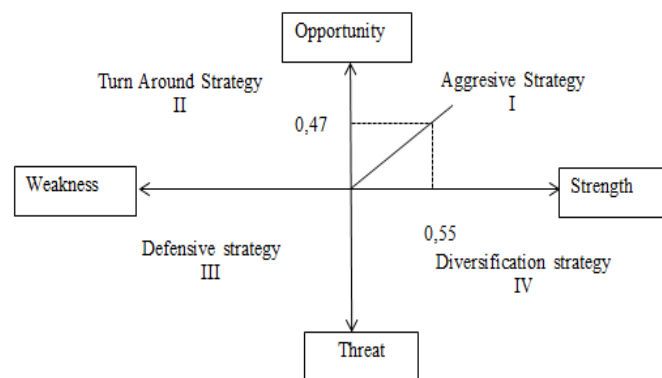 Opportunity
Turn Around Strategy
II
Aggresive Strategy
I
0,47
Weakness
Strength
0,55
Defensive strategy
III
Diversification strategy
IV
Threat